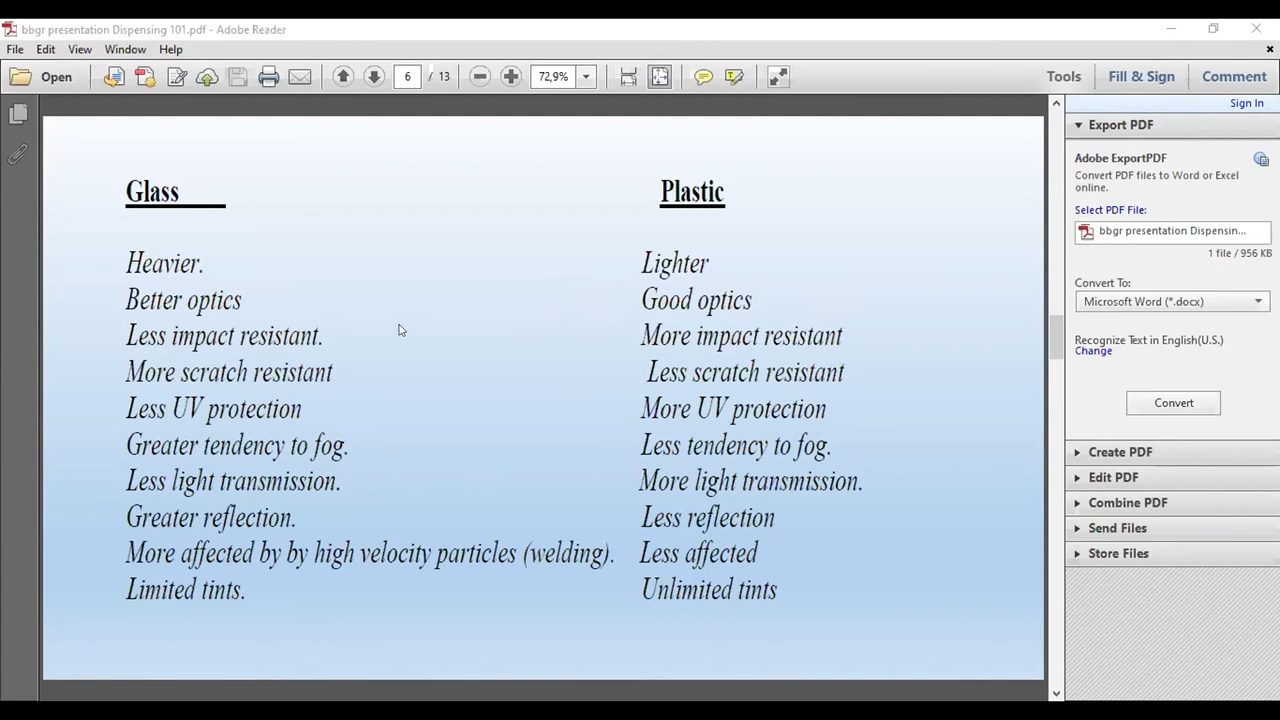 bbgr presentation Dispensing 101.pdf - Adobe Reader
File Edit View Window Help
Open 6 / 13 72,9% Tools Fill & Sign Comment
Sign In
Export PDF
Adobe ExportPDF
Convert PDF files to Word or Excel
online.
Select PDF File:
bbgr presentation Dispensin...
1 file / 956 KB
Convert To:
Microsoft Word (*.docx)
Recognize Text in English(U.S.)
Change
Convert
Create PDF
Edit PDF
Combine PDF
Send Files
Store Files
Glass Plastic
Heavier. Lighter
Better optics Good optics
Less impact resistant. More impact resistant
More scratch resistant Less scratch resistant
Less UV protection More UV protection
Greater tendency to fog. Less tendency to fog.
Less light transmission. More light transmission.
Greater reflection. Less reflection
More affected by by high velocity particles (welding). Less affected
Limited tints. Unlimited tints